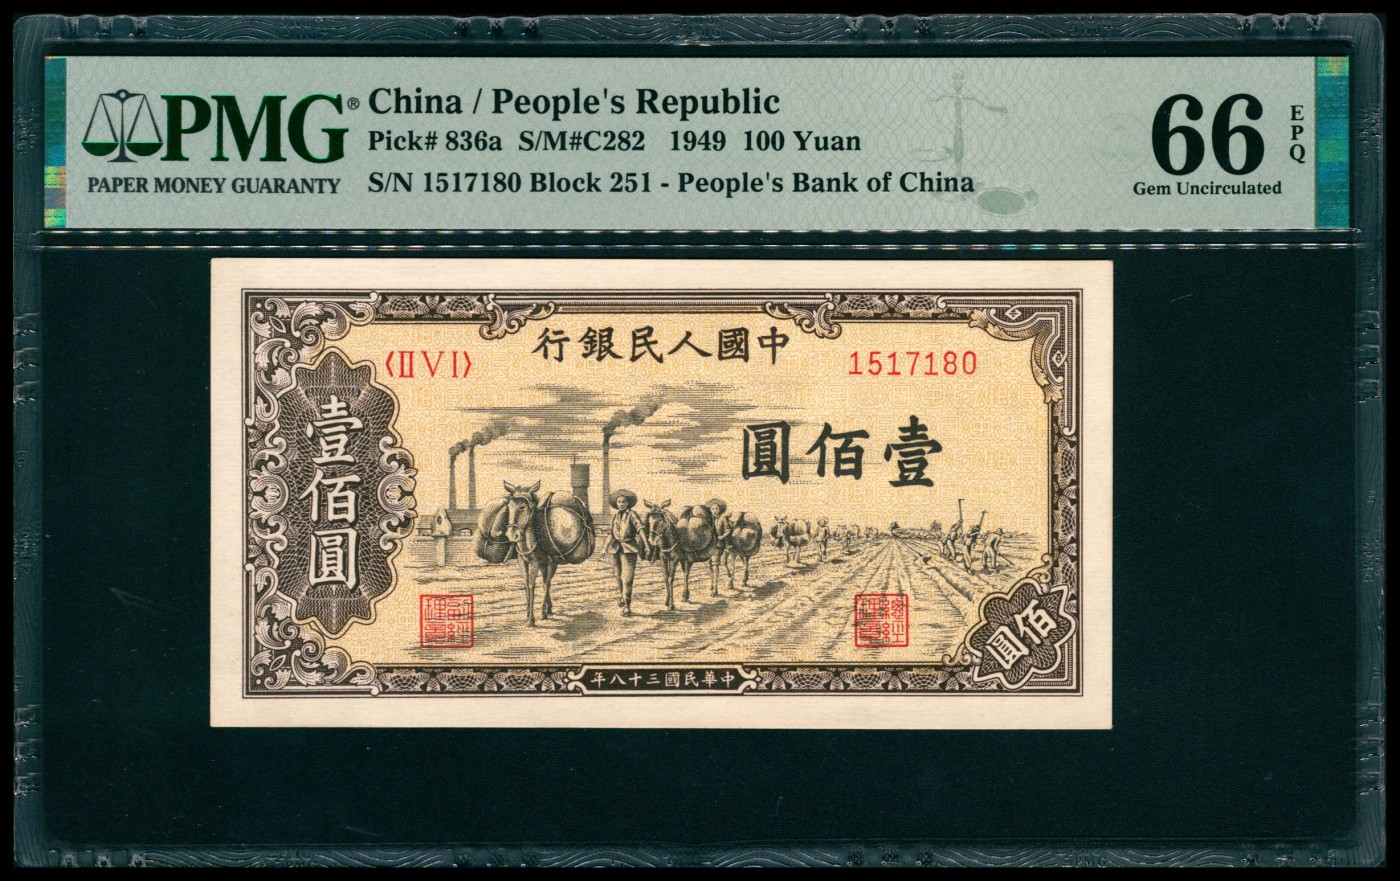 PMG®
PAPER MONEY GUARANTY
China / People's Republic
Pick# 836a S/M#C282 1949 100 Yuan
S/N 1517180 Block 251 - People's Bank of China
66
EPQ
Gem Uncirculated
行銀民人國中
〈ⅡⅤⅠ〉
1517180
圓佰壹
壹佰圓
佰圓
年八十三國民華中
PMG